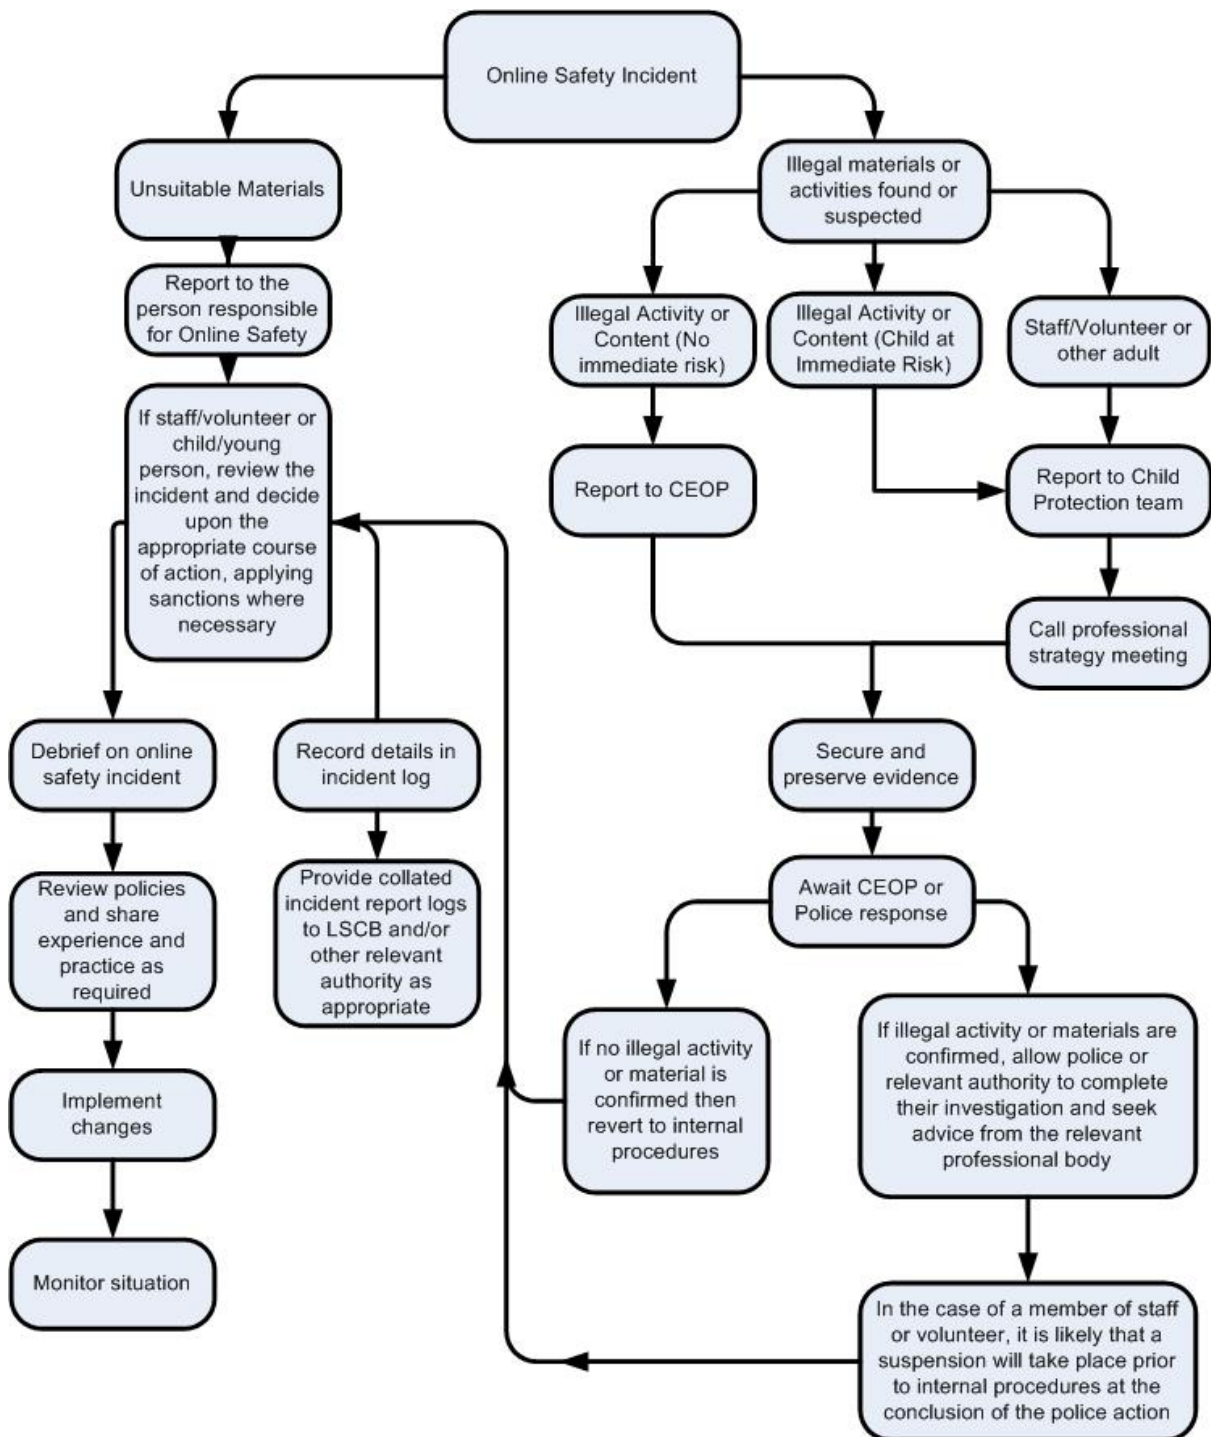 Online Safety Incident
Unsuitable Materials
Report to the
person responsible
for Online Safety
If staff/volunteer or
child/young
person, review the
incident and decide
upon the
appropriate course
of action, applying
sanctions where
necessary
Debrief on online
safety incident
Review policies
and share
experience and
practice as
required
Implement
changes
Monitor situation
Record details in
incident log
Provide collated
incident report logs
to LSCB and/or
other relevant
authority as
appropriate
Illegal materials or
activities found or
suspected
Illegal Activity or
Content (No
immediate risk)
Illegal Activity or
Content (Child at
Immediate Risk)
Staff/Volunteer or
other adult
Report to CEOP
Report to Child
Protection team
Call professional
strategy meeting
Secure and
preserve evidence
Await CEOP or
Police response
If no illegal activity
or material is
confirmed then
revert to internal
procedures
If illegal activity or materials are
confirmed, allow police or
relevant authority to complete
their investigation and seek
advice from the relevant
professional body
In the case of a member of staff
or volunteer, it is likely that a
suspension will take place prior
to internal procedures at the
conclusion of the police action